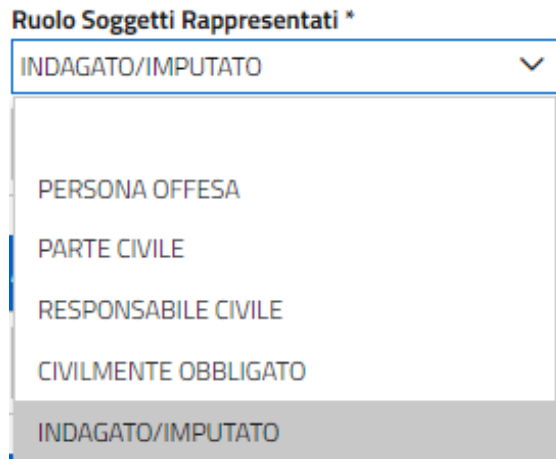 Ruolo Soggetti Rappresentati *
INDAGATO/IMPUTATO
PERSONA OFFESA
PARTE CIVILE
RESPONSABILE CIVILE
CIVILMENTE OBBLIGATO
INDAGATO/IMPUTATO